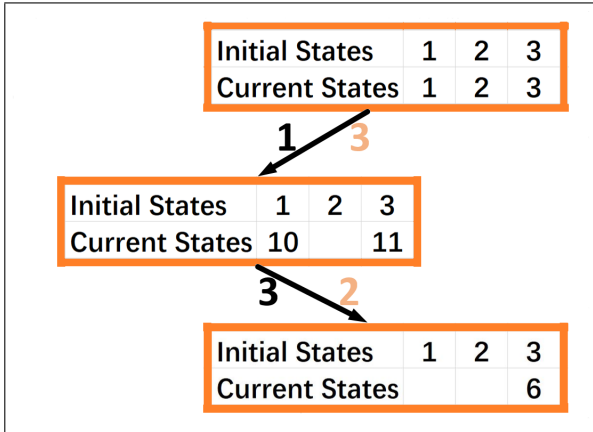 Initial States 1 2 3
Current States 1 2 3
1 3
Initial States 1 2 3
Current States 10 11
3 2
Initial States 1 2 3
Current States 6